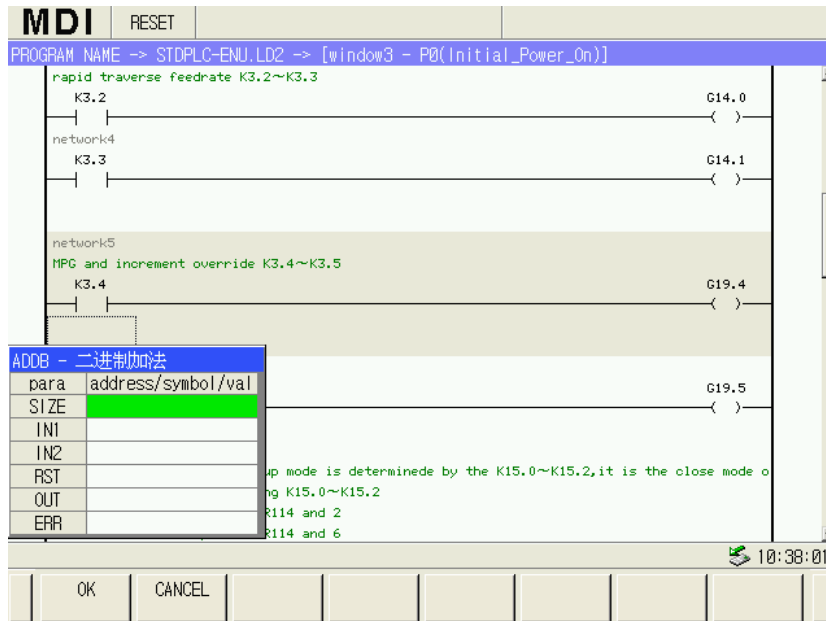 MDI RESET
PROGRAM NAME -> STDPLC-ENU.LD2 -> [window3 - P0(Initial_Power_On)]
rapid traverse feedrate K3.2~K3.3
K3.2 G14.0
network4
K3.3 G14.1
network5
MPG and increment override K3.4~K3.5
K3.4 G19.4
ADDB - 二进制加法
para address/symbol/val
G19.5
SIZE
IN1
IN2
up mode is determinede by the K15.0~K15.2,it is the close mode o
RST
ng K15.0~K15.2
OUT
R114 and 2
ERR
R114 and 6
10:38:01
OK CANCEL